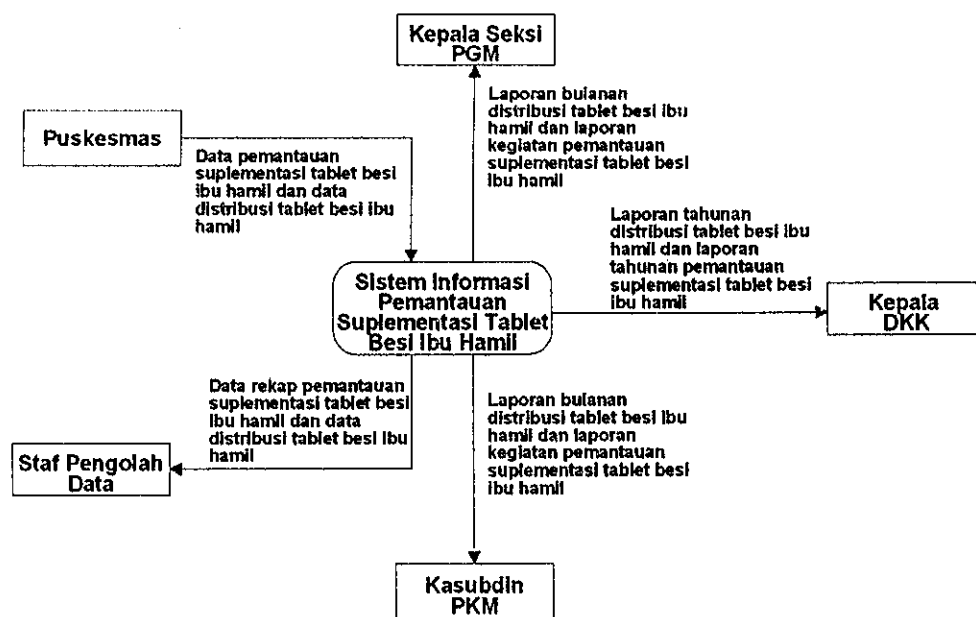 Kepala Seksi
PGM
Laporan bulanan
distribusi tablet besi ibu
hamil dan laporan
kegiatan pemantauan
suplementasi tablet besi
ibu hamil
Puskesmas
Data pemantauan
suplementasi tablet besi
ibu hamil dan data
distribusi tablet besi ibu
hamil
Laporan tahunan
distribusi tablet besi ibu
hamil dan laporan
tahunan pemantauan
suplementasi tablet besi
ibu hamil
Sistem Informasi
Pemantauan
Suplementasi Tablet
Besi Ibu Hamil
Kepala
DKK
Data rekap pemantauan
suplementasi tablet besi
ibu hamil dan data
distribusi tablet besi ibu
hamil
Laporan bulanan
distribusi tablet besi ibu
hamil dan laporan
kegiatan pemantauan
suplementasi tablet besi
ibu hamil
Staf Pengolah
Data
Kasubdin
PKM